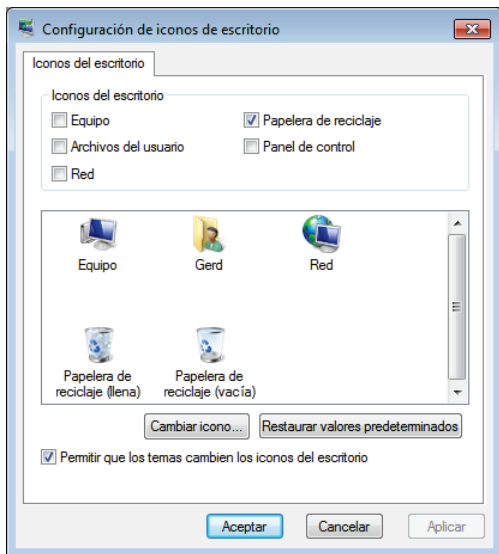 Configuración de iconos de escritorio
Iconos del escritorio
Iconos del escritorio
Equipo
Papelera de reciclaje
Archivos del usuario
Panel de control
Red
Equipo
Gerd
Red
Papelera de
reciclaje (llena)
Papelera de
reciclaje (vacía)
Cambiar icono...
Restaurar valores predeterminados
Permitir que los temas cambien los iconos del escritorio
Aceptar
Cancelar
Aplicar